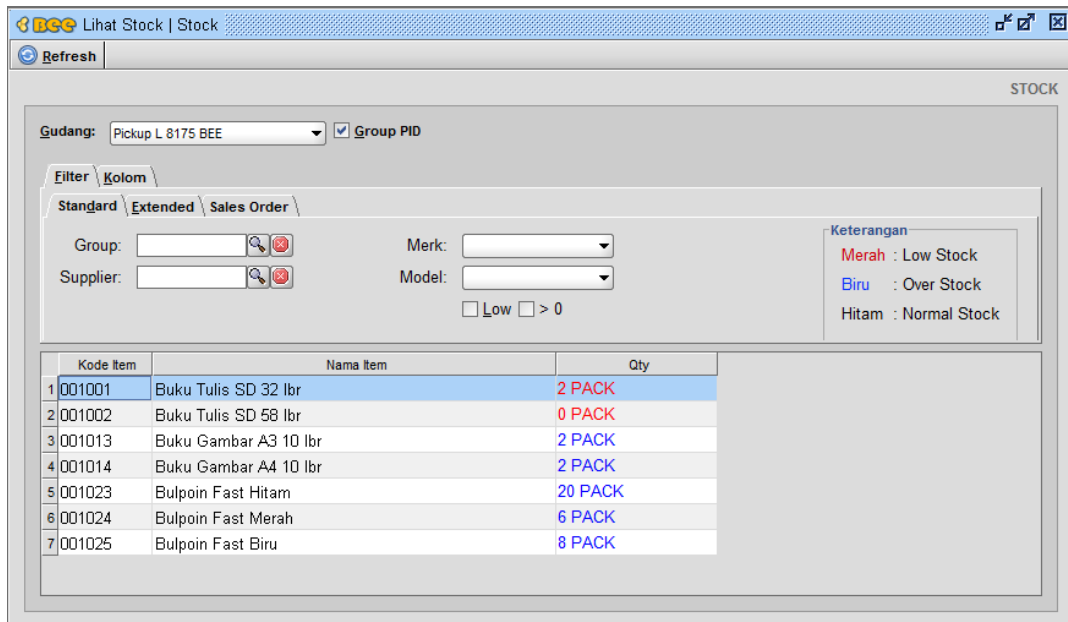 BEE Lihat Stock | Stock
Refresh
STOCK
Gudang: Pickup L 8175 BEE Group PID
Filter Kolom
Standard Extended Sales Order
Group: Merk:
Supplier: Model:
Low > 0
Keterangan
Merah : Low Stock
Biru : Over Stock
Hitam : Normal Stock
Kode Item Nama Item Qty
1 001001 Buku Tulis SD 32 lbr 2 PACK
2 001002 Buku Tulis SD 58 lbr 0 PACK
3 001013 Buku Gambar A3 10 lbr 2 PACK
4 001014 Buku Gambar A4 10 lbr 2 PACK
5 001023 Bulpoin Fast Hitam 20 PACK
6 001024 Bulpoin Fast Merah 6 PACK
7 001025 Bulpoin Fast Biru 8 PACK